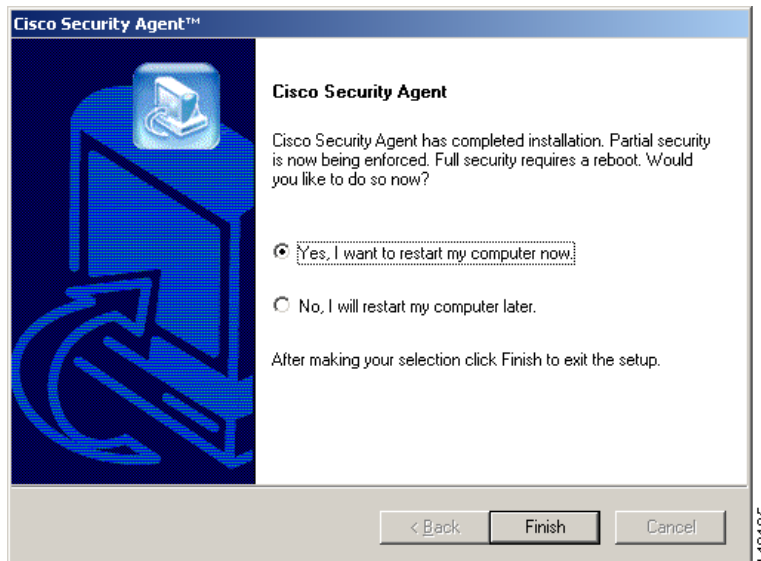 Cisco Security Agent™
Cisco Security Agent
Cisco Security Agent has completed installation. Partial security
is now being enforced. Full security requires a reboot. Would
you like to do so now?
Yes, I want to restart my computer now.
No, I will restart my computer later.
After making your selection click Finish to exit the setup.
< Back
Finish
Cancel